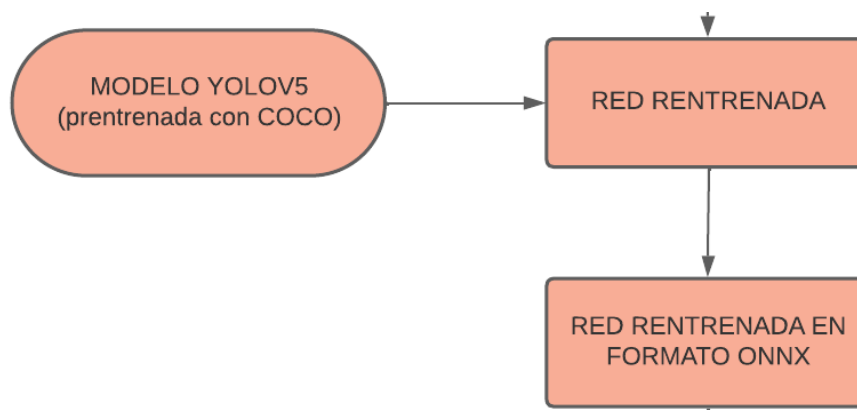 MODELO YOLOV5
(prentrenada con COCO)
RED RENTRENADA
RED RENTRENADA EN
FORMATO ONNX